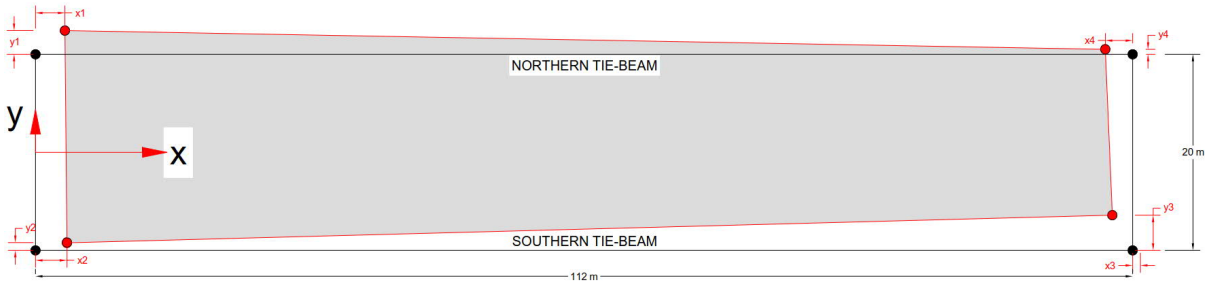 x1
x4
y4
y1
NORTHERN TIE-BEAM
y
x
20 m
y3
y2
SOUTHERN TIE-BEAM
x2
x3
112 m